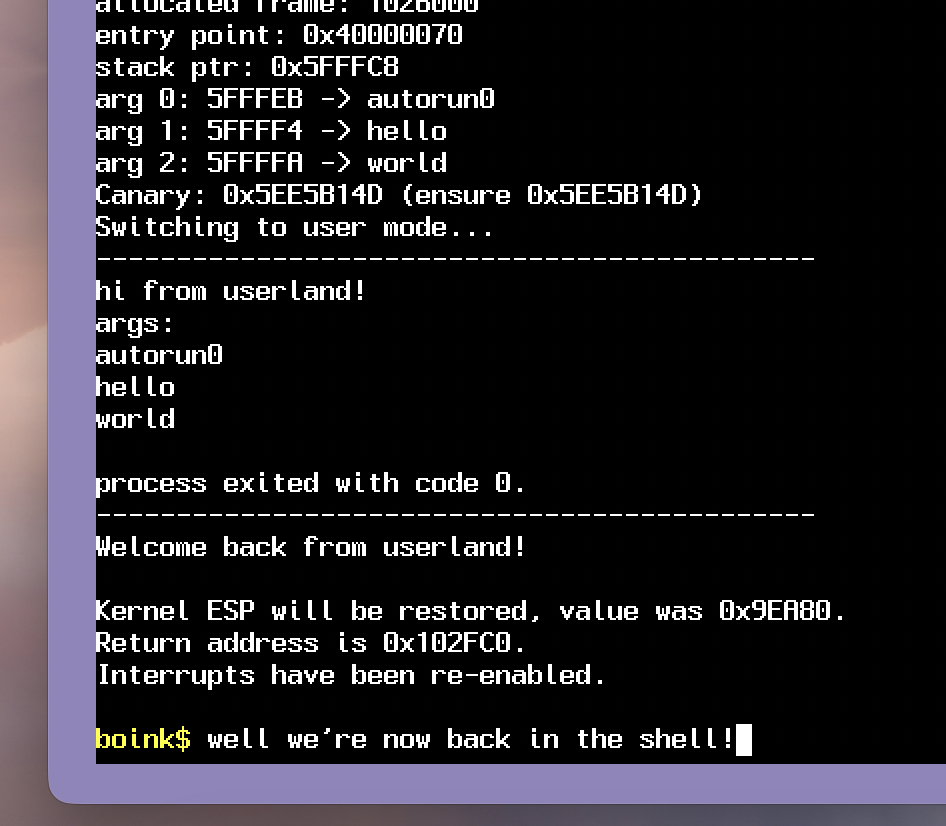 allocated frame: 1026000
entry point: 0x40000070
stack ptr: 0x5FFFC8
arg 0: 5FFFEB -> autorun0
arg 1: 5FFFF4 -> hello
arg 2: 5FFFFA -> world
Canary: 0x5EE5B14D (ensure 0x5EE5B14D)
Switching to user mode...
---------------------------------------------
hi from userland!
args:
autorun0
hello
world
process exited with code 0.
---------------------------------------------
Welcome back from userland!
Kernel ESP will be restored, value was 0x9EA80.
Return address is 0x102FC0.
Interrupts have been re-enabled.
boink$ well we're now back in the shell!